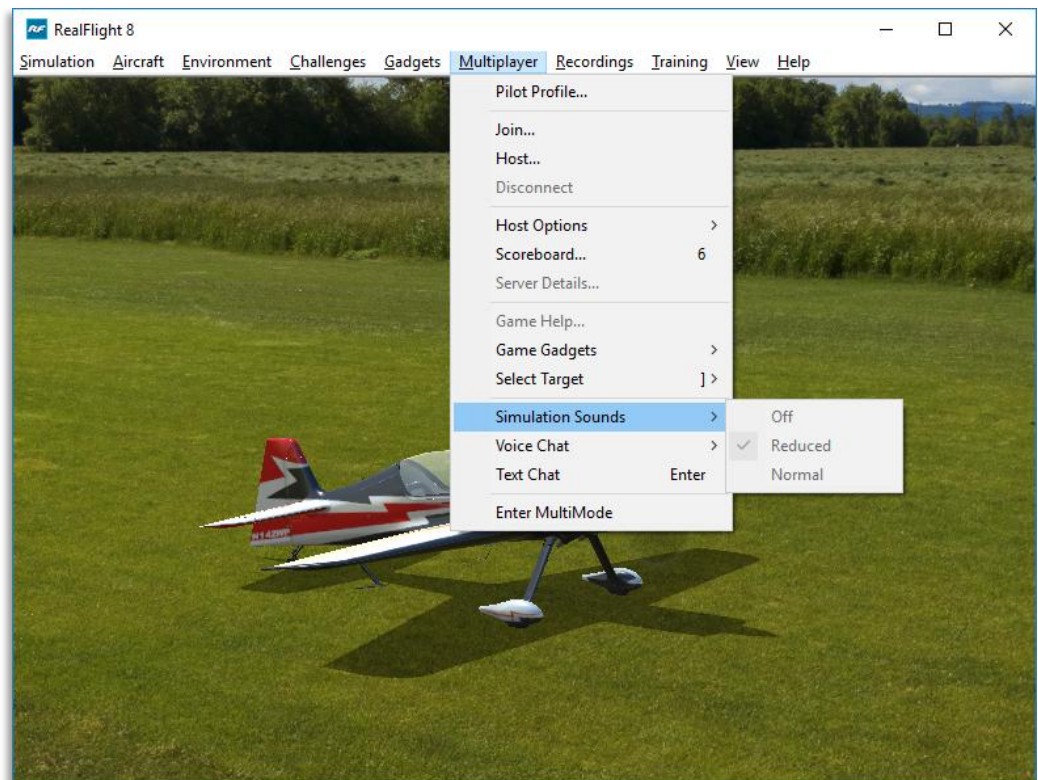 RF RealFlight 8
Simulation Aircraft Environment Challenges Gadgets Multiplayer Recordings Training View Help
Pilot Profile...
Join...
Host...
Disconnect
Host Options
Scoreboard... 6
Server Details...
Game Help...
Game Gadgets
Select Target ]
Simulation Sounds
Off
Voice Chat
Reduced
Text Chat Enter
Normal
Enter MultiMode
N142MP